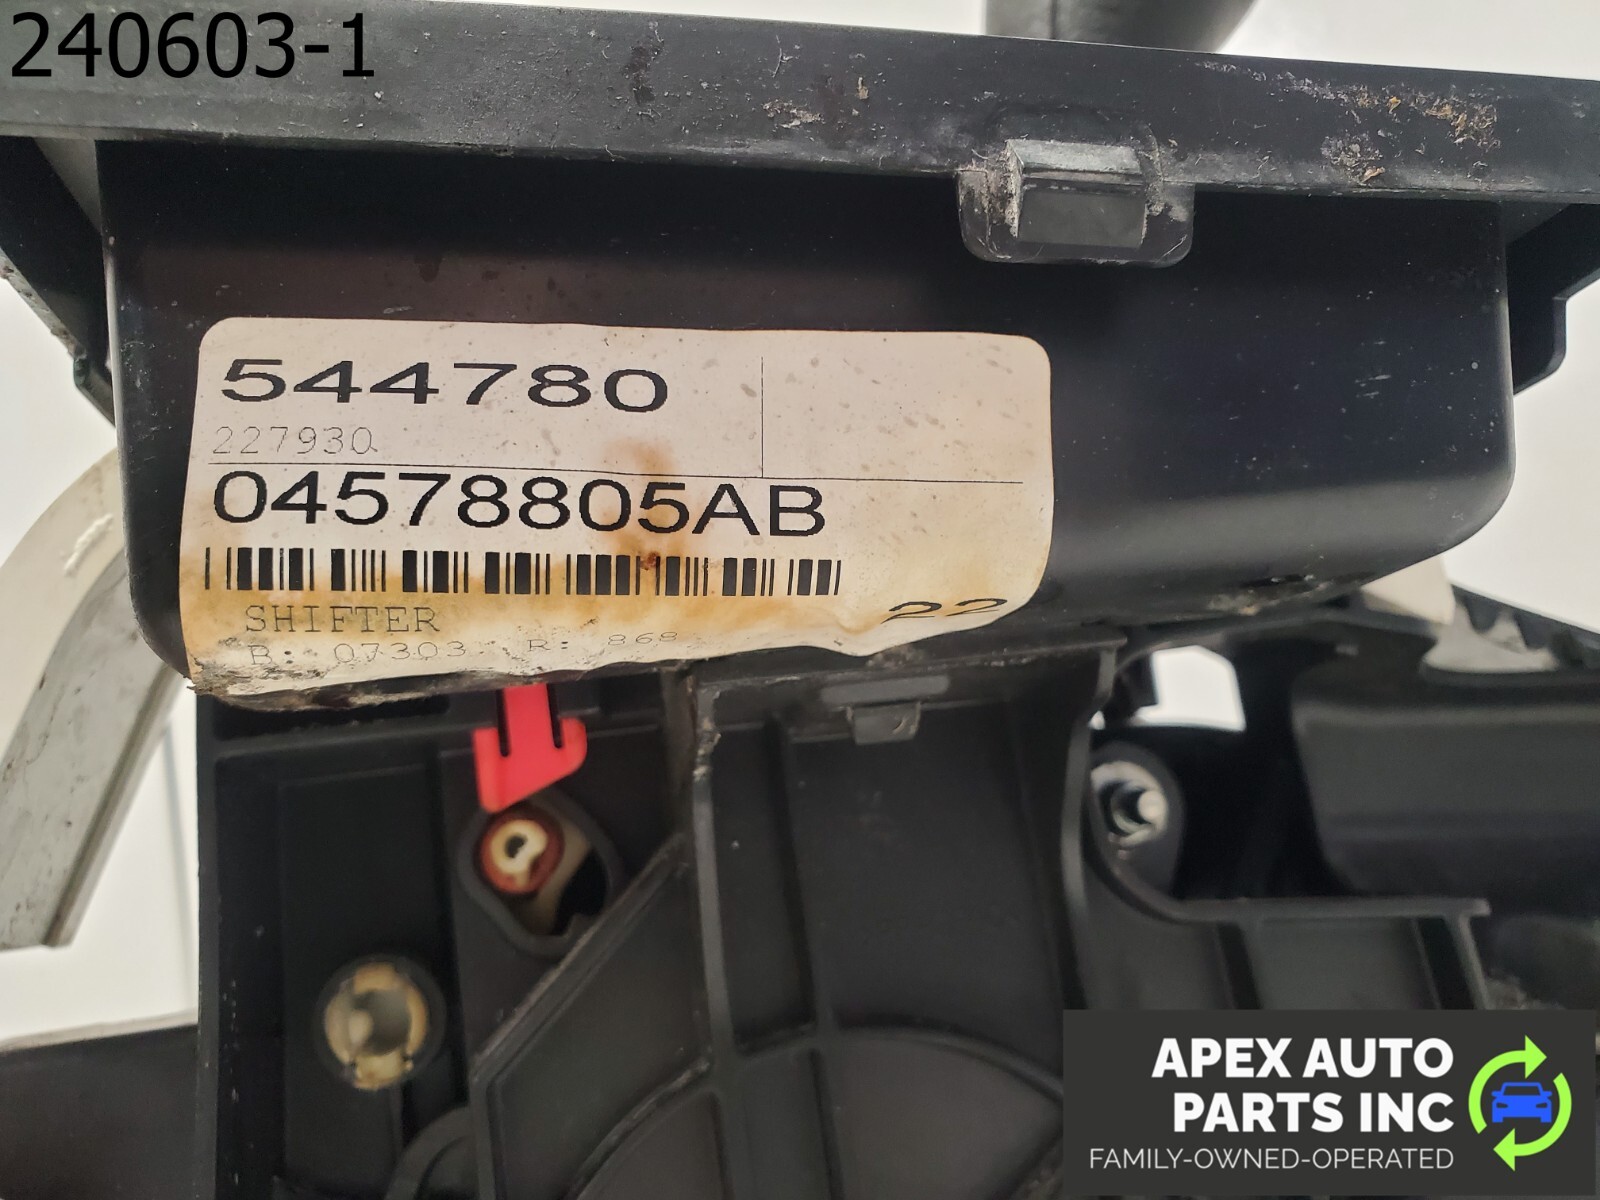 240603-1
544780
227930
04578805AB
SHIFTER
22
B: 07303 R: 868
APEX AUTO
PARTS INC
FAMILY-OWNED-OPERATED